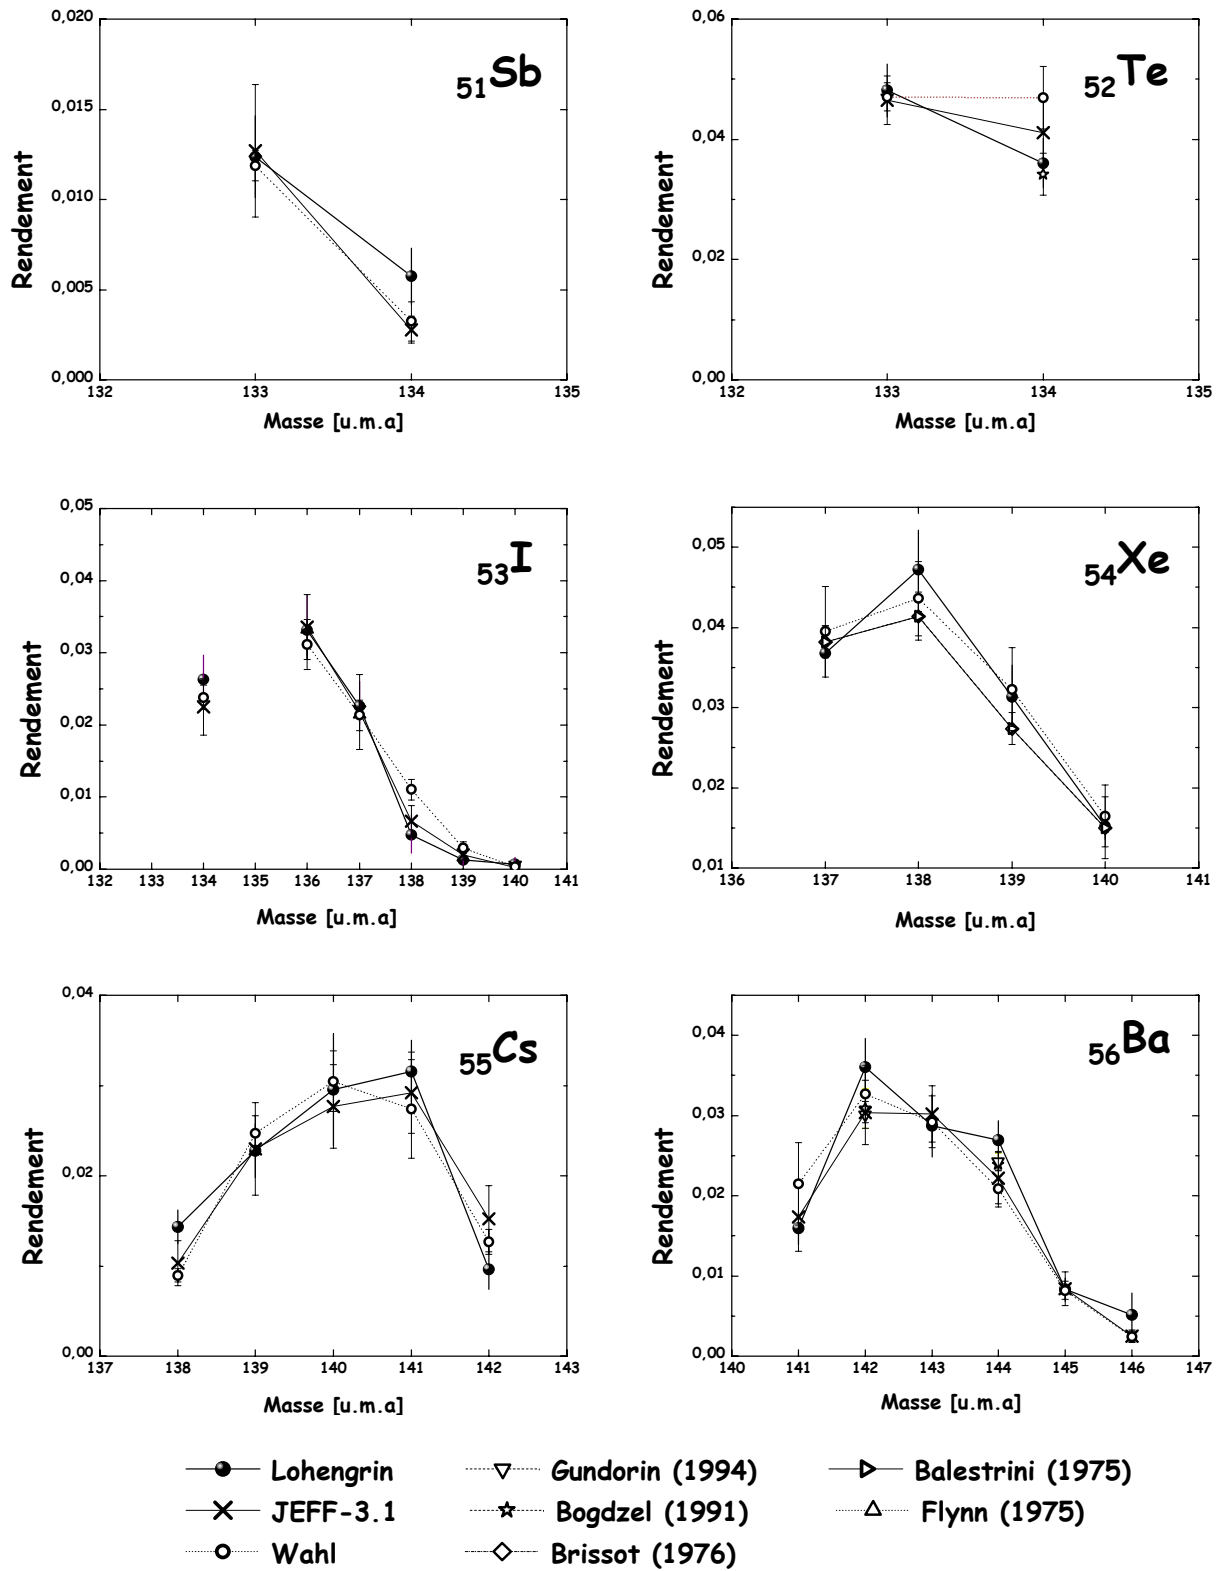 51Sb
0,020
0,015
0,010
0,005
0,000
Rendement
132 133 134 135
Masse [u.m.a]
52Te
0,06
0,04
0,02
0,00
Rendement
132 133 134 135
Masse [u.m.a]
53I
0,05
0,04
0,03
0,02
0,01
0,00
Rendement
132 133 134 135 136 137 138 139 140 141
Masse [u.m.a]
54Xe
0,05
0,04
0,03
0,02
0,01
Rendement
136 137 138 139 140 141
Masse [u.m.a]
55Cs
0,04
0,02
0,00
Rendement
137 138 139 140 141 142 143
Masse [u.m.a]
56Ba
0,04
0,03
0,02
0,01
0,00
Rendement
140 141 142 143 144 145 146 147
Masse [u.m.a]
Lohengrin Gundorin (1994) Balestrini (1975)
JEFF-3.1 Bogdzel (1991) Flynn (1975)
Wahl Brissot (1976)